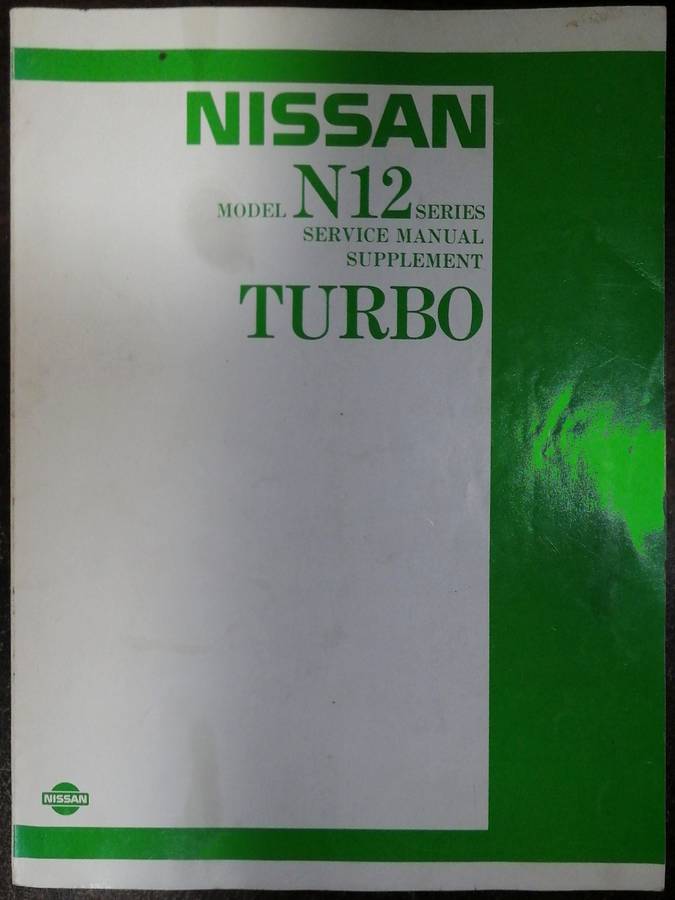 NISSAN
MODEL N12 SERIES
SERVICE MANUAL
SUPPLEMENT
TURBO
NISSAN